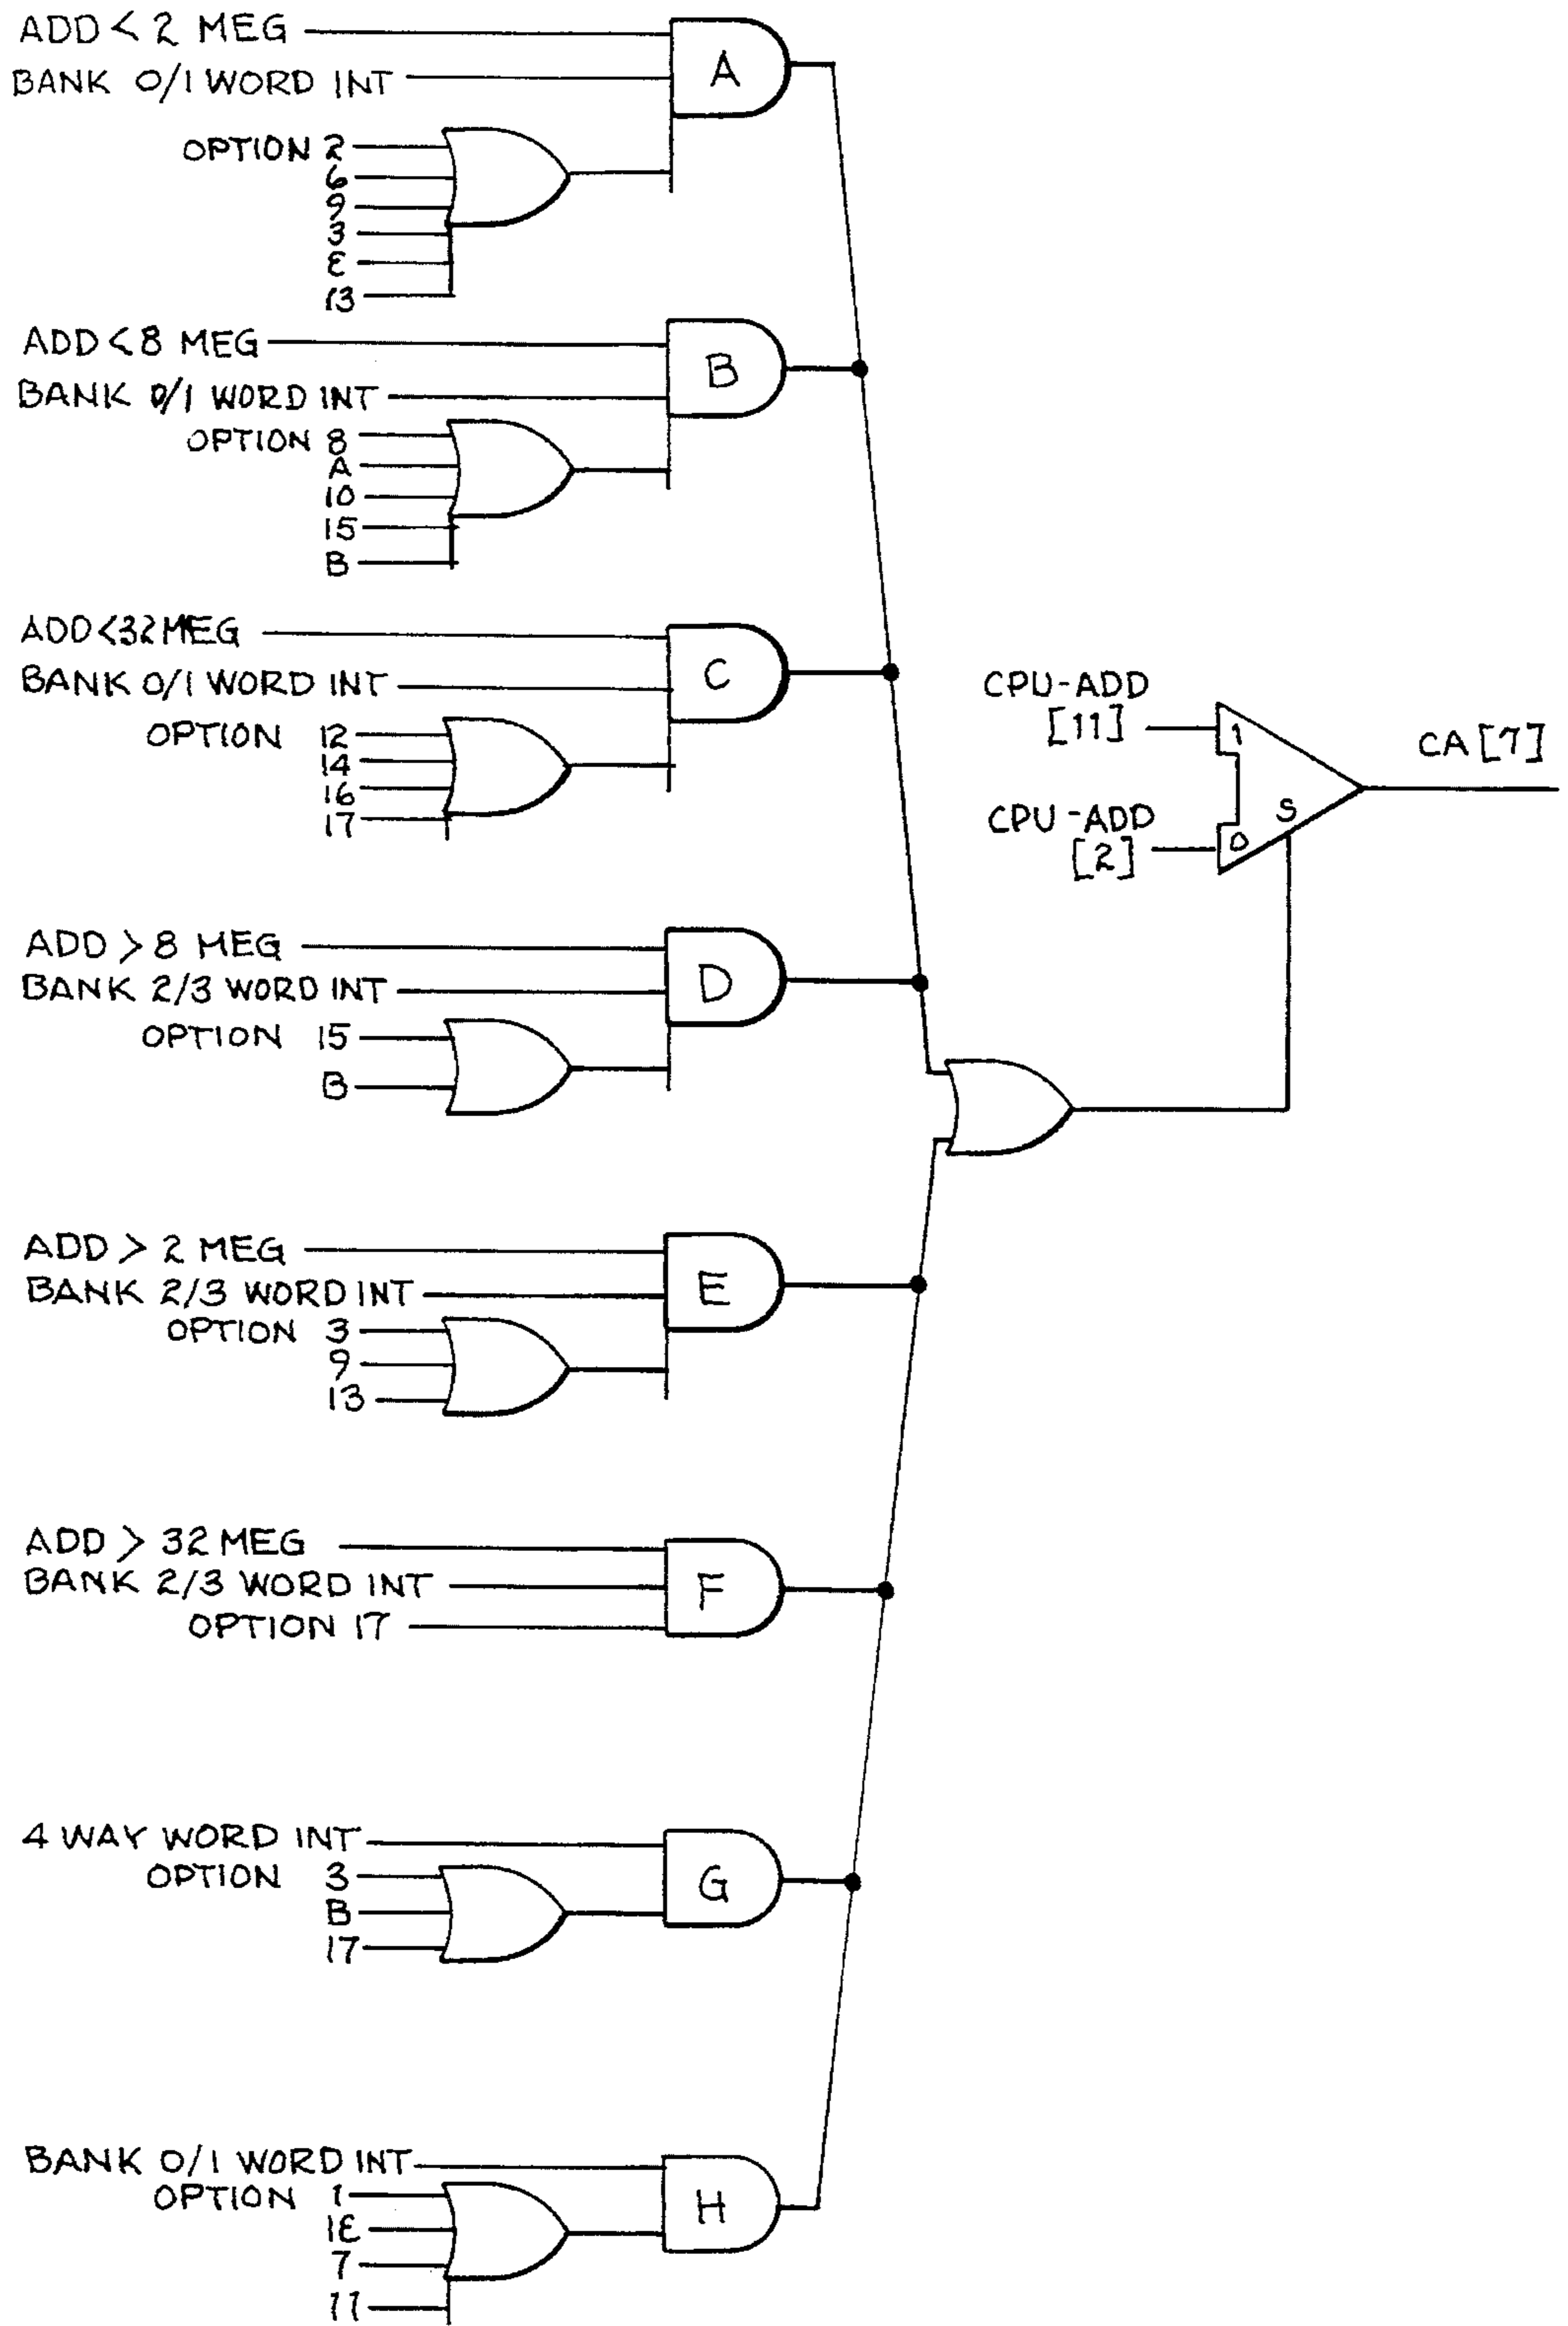 ADD < 2 MEG
BANK 0/1 WORD INT
A
OPTION 2
6
9
3
E
13
ADD < 8 MEG
BANK 0/1 WORD INT
B
OPTION 8
A
10
15
B
ADD<32 MEG
BANK 0/1 WORD INT
C
OPTION 12
14
16
17
CPU-ADD
[11]
1
CA[7]
CPU-ADD
[2]
0
S
ADD > 8 MEG
BANK 2/3 WORD INT
D
OPTION 15
B
ADD > 2 MEG
BANK 2/3 WORD INT
E
OPTION 3
9
13
ADD > 32 MEG
BANK 2/3 WORD INT
F
OPTION 17
4 WAY WORD INT
G
OPTION 3
B
17
BANK 0/1 WORD INT
H
OPTION 1
1E
7
11